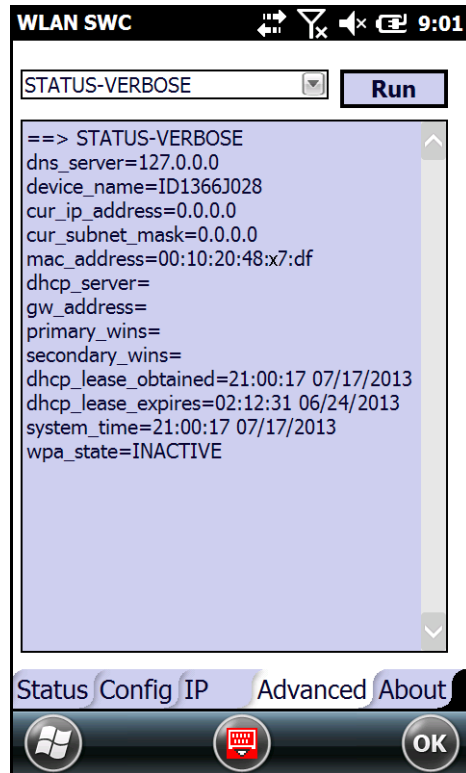 WLAN SWC 9:01
STATUS-VERBOSE Run
==> STATUS-VERBOSE
dns_server=127.0.0.0
device_name=ID1366J028
cur_ip_address=0.0.0.0
cur_subnet_mask=0.0.0.0
mac_address=00:10:20:48:x7:df
dhcp_server=
gw_address=
primary_wins=
secondary_wins=
dhcp_lease_obtained=21:00:17 07/17/2013
dhcp_lease_expires=02:12:31 06/24/2013
system_time=21:00:17 07/17/2013
wpa_state=INACTIVE
Status Config IP Advanced About
OK